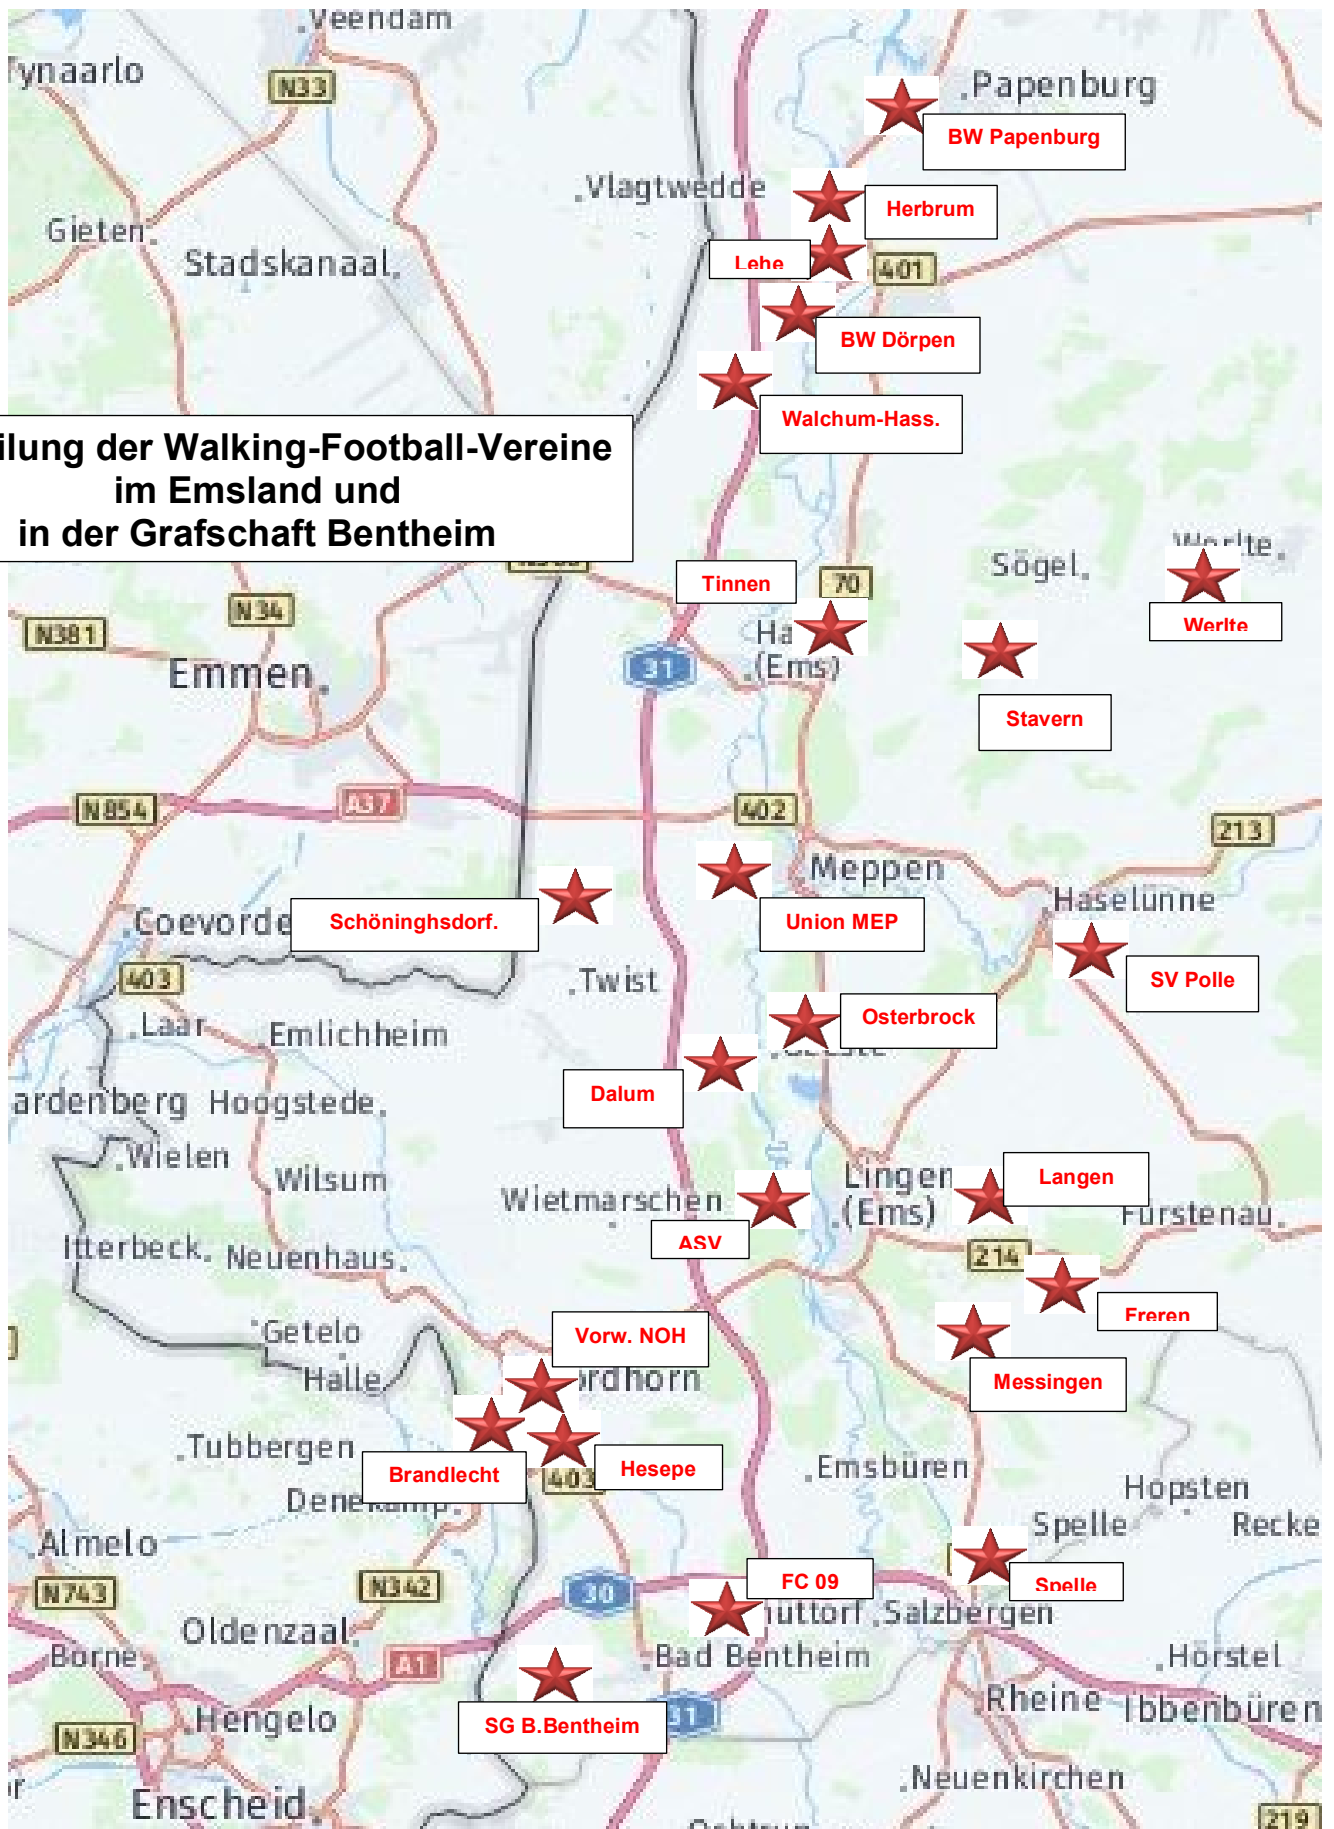 Veendam
Tynaarlo
N33
.Papenburg
BW Papenburg
.Vlagtwedde
Herbrum
Gieten.
Stadskanaal.
Lehe
401
BW Dörpen
Walchum-Hass.
ilung der Walking-Football-Vereine
im Emsland und
in der Grafschaft Bentheim
Werlte.
Sögel.
Tinnen
70
N34
N381
Werlte
Ha
.(Ems)
31
Emmen.
Stavern
N854
A37
402
213
Meppen
Haselünne
Schöninghsdorf.
Union MEP
.Coevorde
SV Polle
403
.Twist
Osterbrock
.Laar
.Emlichheim
Dalum
ardenberg
Hoogstede.
.Wielen
Wilsum
Wietmarschen
Lingen
.(Ems)
Langen
Fürstenau.
ASV
Itterbeck.
Neuenhaus.
214
Freren
Getelo
Vorw. NOH
Halle
ordhorn
Messingen
.Tubbergen
Brandlecht
Hesepe
403
.Emsbüren
Denekamp.
Hopsten
Spelle
Recke
.Almelo
N743
N342
30
FC 09
Spelle
hüttorf
.Salzbergen
Oldenzaal.
Borne.
A1
.Bad Bentheim
.Hörstel
SG B.Bentheim
31
Rheine
Ibbenbüren
.Hengelo
N346
.Neuenkirchen
Enscheid.
219